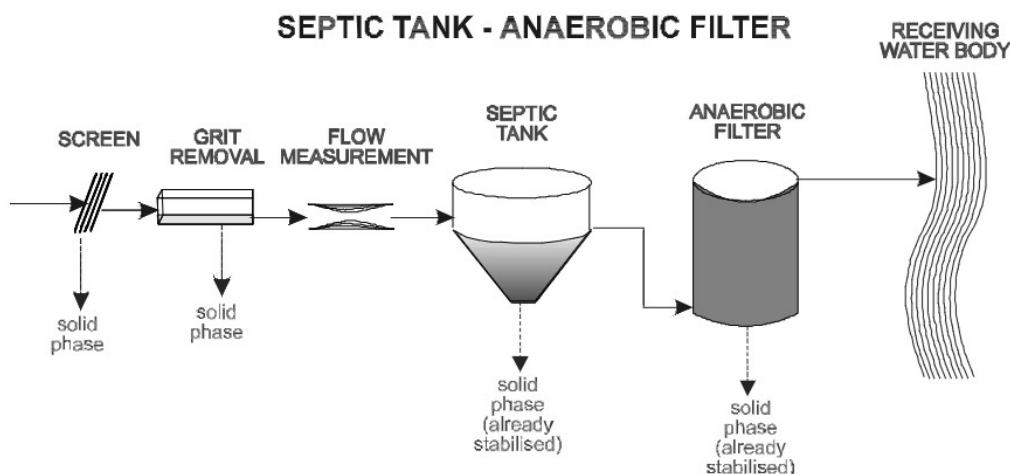 SEPTIC TANK - ANAEROBIC FILTER
RECEIVING
WATER BODY
SCREEN
GRIT
REMOVAL
FLOW
MEASUREMENT
SEPTIC
TANK
ANAEROBIC
FILTER
solid
phase
solid
phase
solid
phase
(already
stabilised)
solid
phase
(already
stabilised)